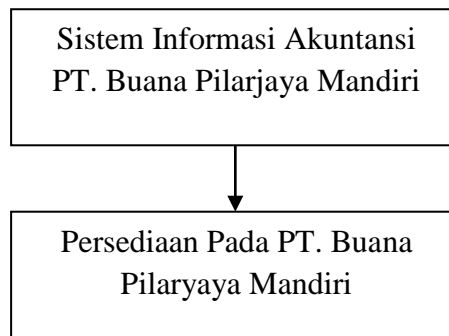 Sistem Informasi Akuntansi
PT. Buana Pilarjaya Mandiri
Persediaan Pada PT. Buana
Pilaryaya Mandiri